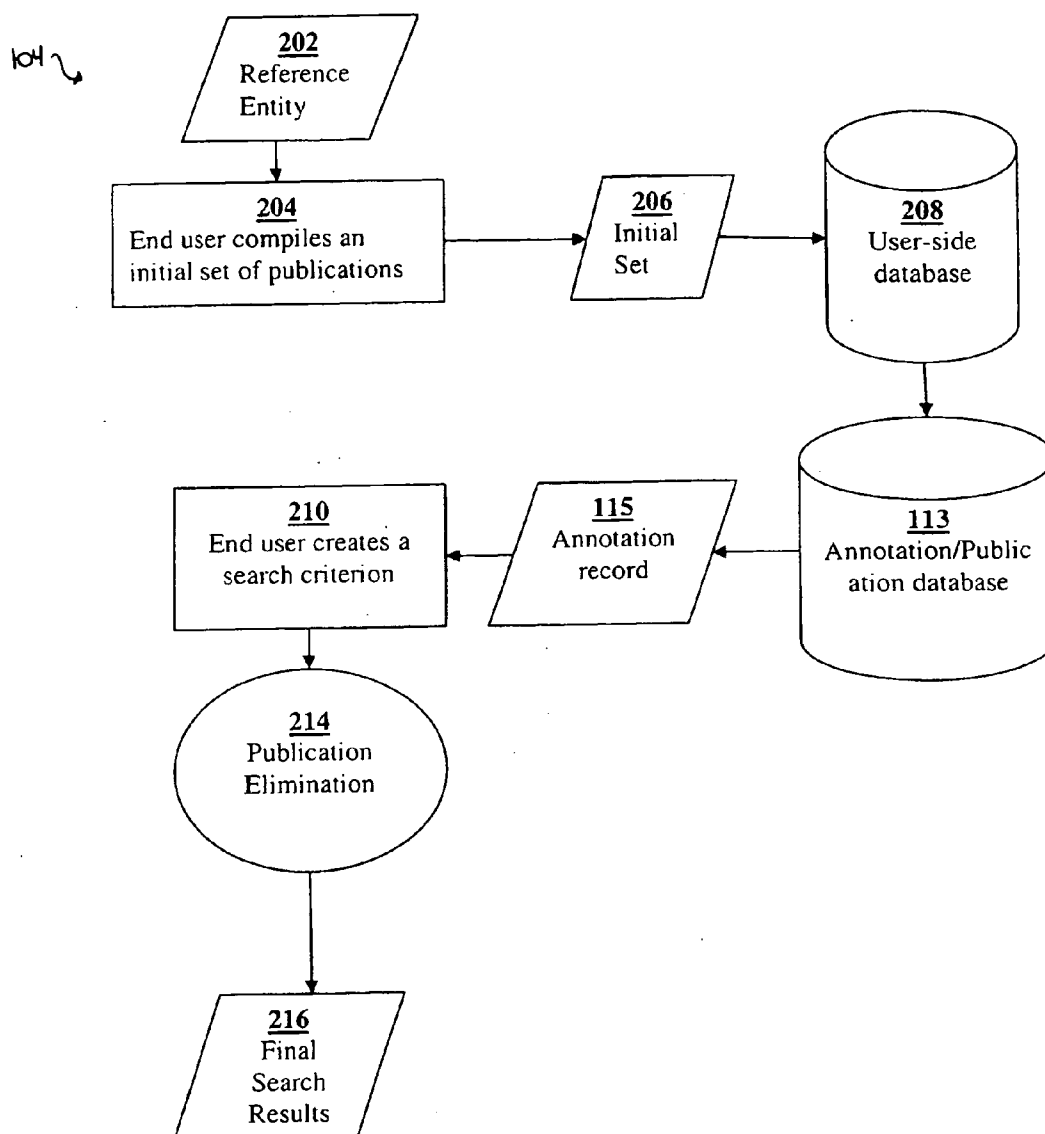 104
202
Reference
Entity
204
End user compiles an
initial set of publications
206
Initial
Set
208
User-side
database
210
End user creates a
search criterion
115
Annotation
record
113
Annotation/Public
ation database
214
Publication
Elimination
216
Final
Search
Results